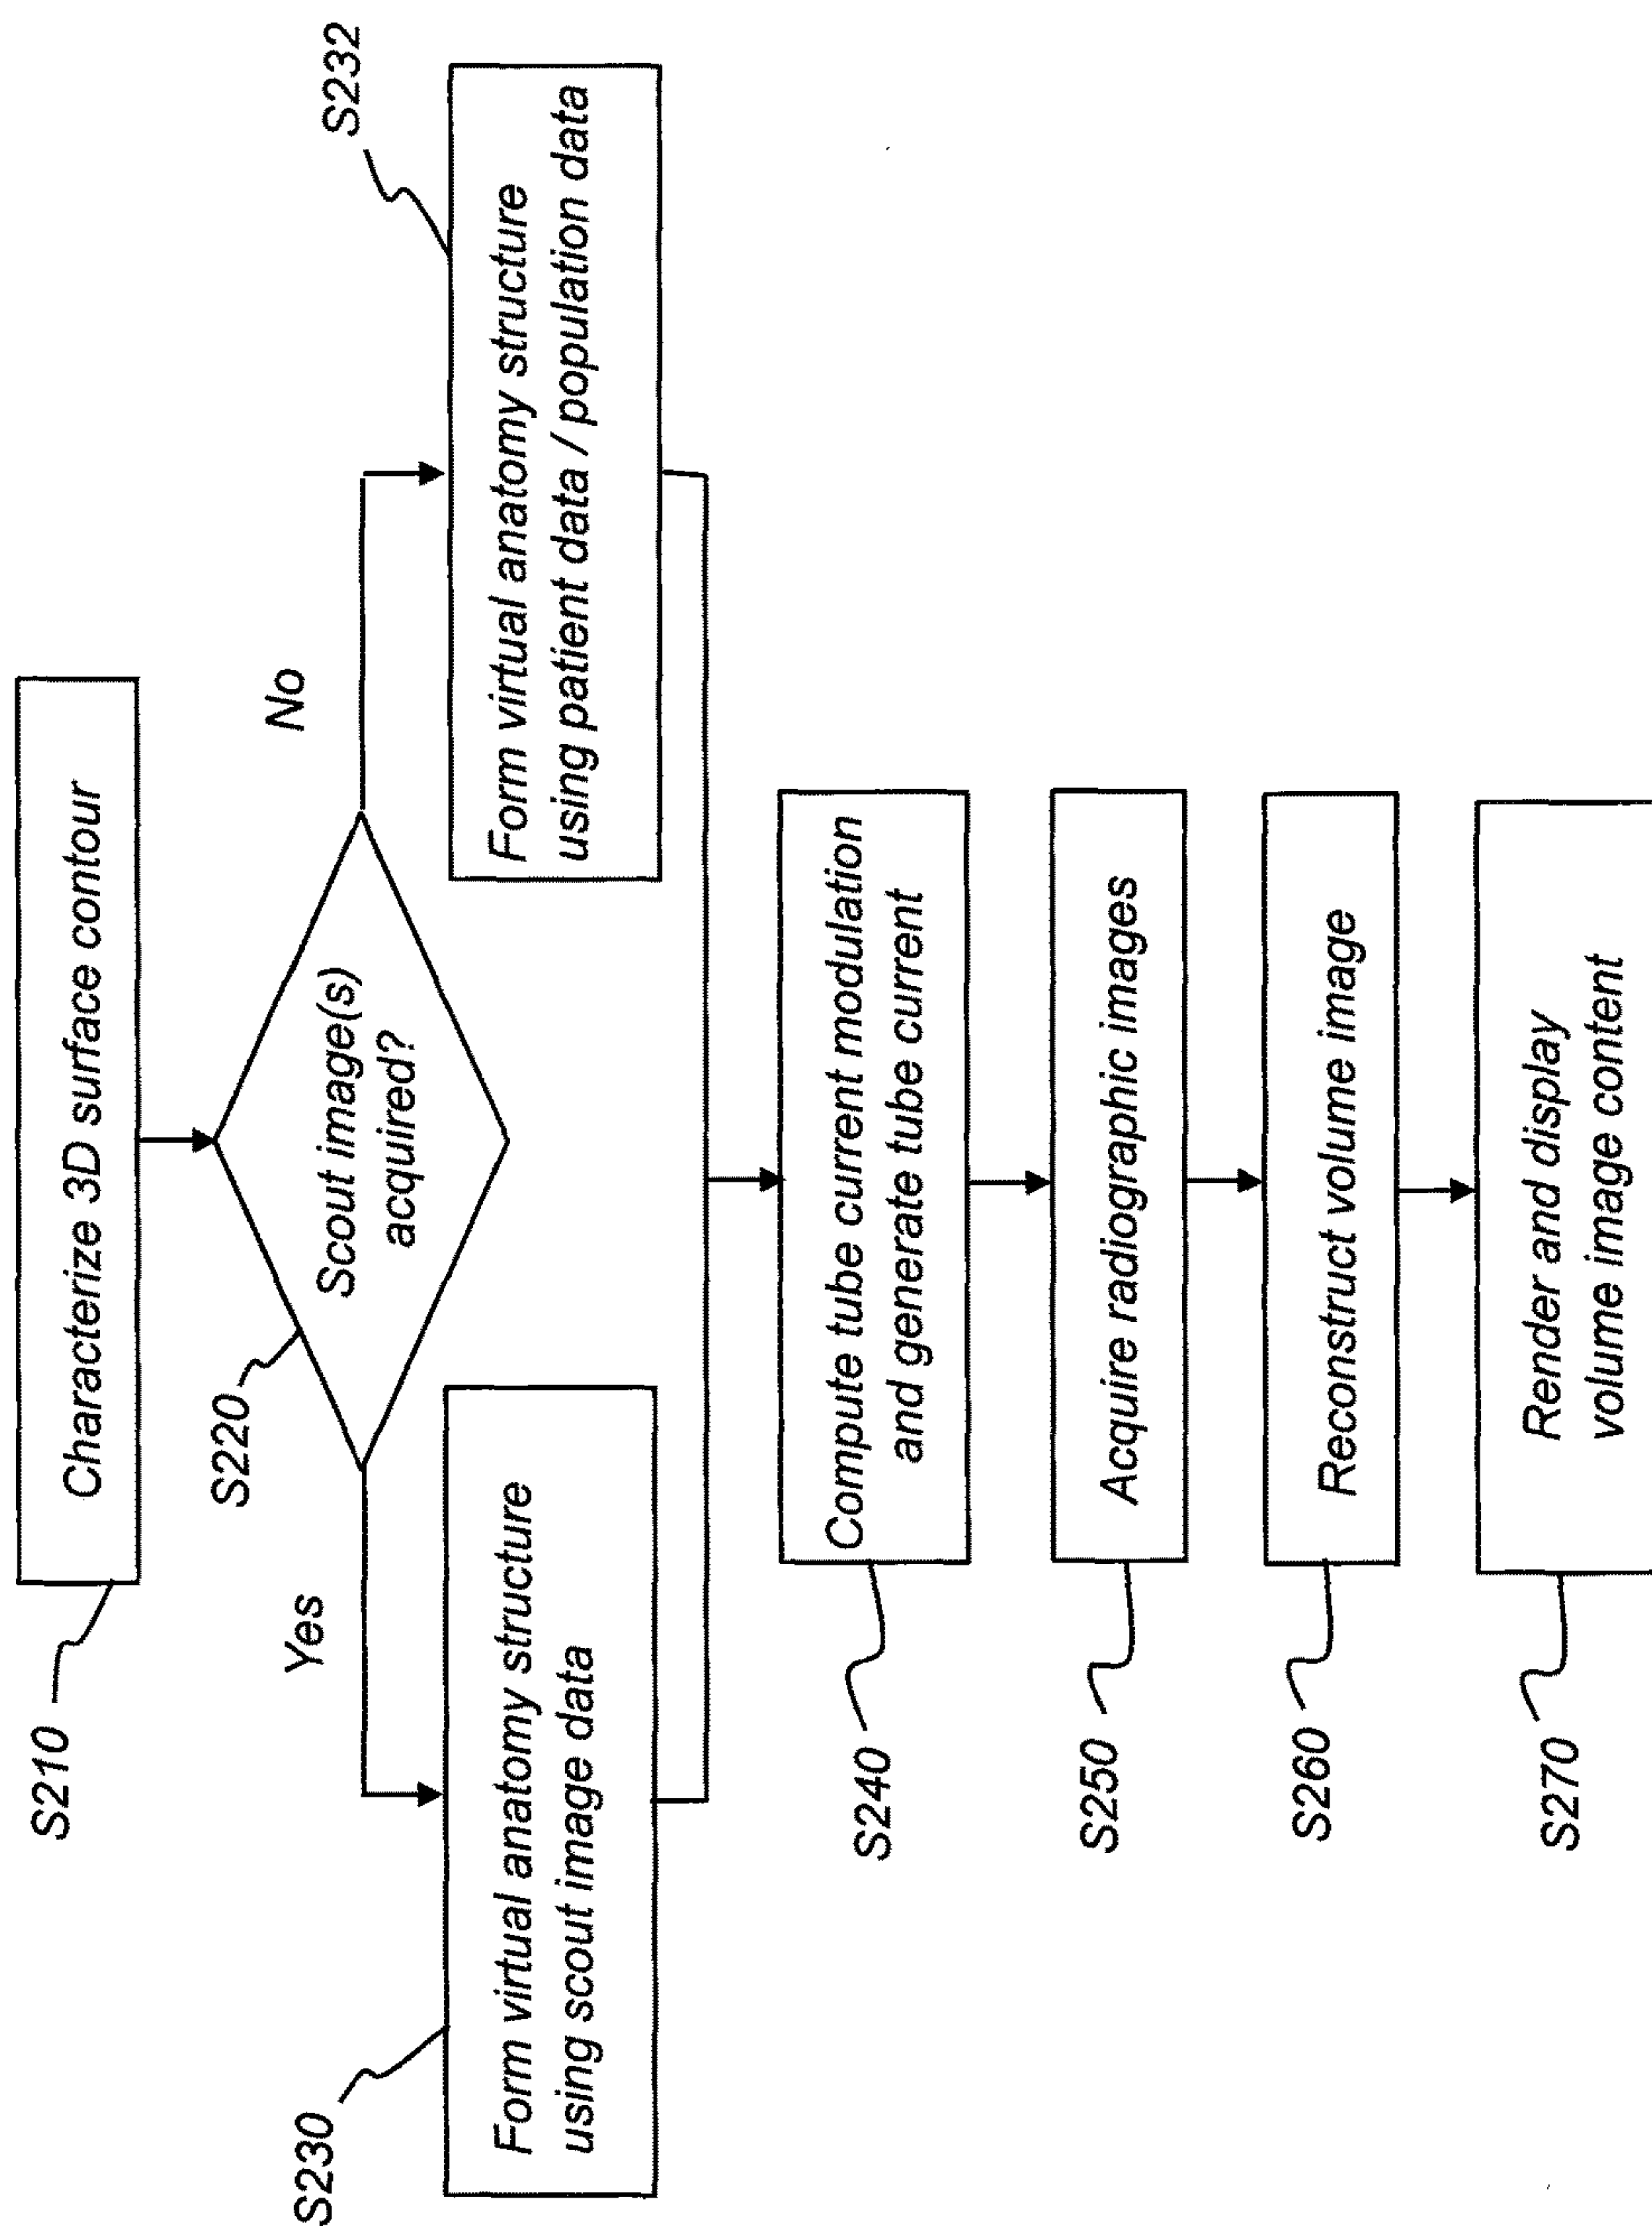 S210
Characterize 3D surface contour
S220
Scout image(s)
acquired?
Yes
No
S230
Form virtual anatomy structure
using scout image data
S232
Form virtual anatomy structure
using patient data / population data
S240
Compute tube current modulation
and generate tube current
S250
Acquire radiographic images
S260
Reconstruct volume image
S270
Render and display
volume image content